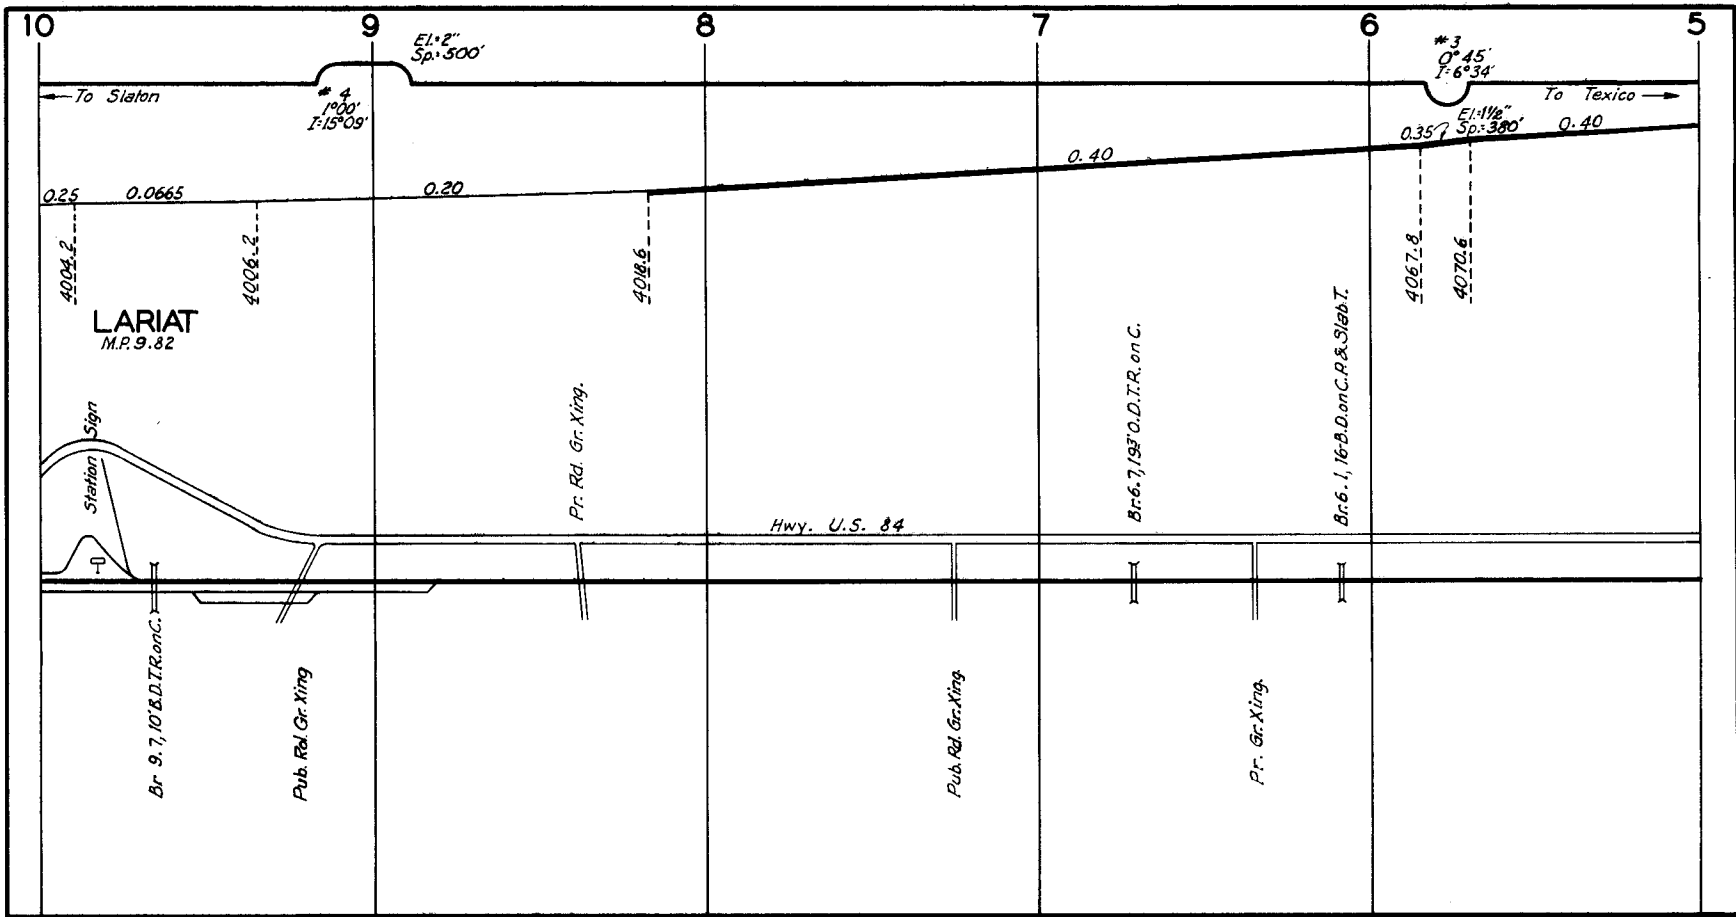 10 9 8 7 6 5
El.=2"
Sp.=500'
#4
1°00'
I=15°09'
#3
0°45'
I=6°34'
El.=1½"
Sp.=380'
To Slaton
To Texico
0.25 0.0665 0.20 0.40 0.35 0.40
4004.2
4006.2
4018.6
4067.8
4070.6
LARIAT
M.P. 9.82
Station Sign
Pr. Rd. Gr. Xing.
Br. 6.7, 19-3' O.D.T.R. on C.
Br. 6.1, 16-B.D. on C.P. & Slab T.
Hwy. U.S. 84
Br 9.7, 10' B.D.T.R. on C.
Pub. Rd. Gr. Xing
Pub. Rd. Gr. Xing.
Pr. Gr. Xing.